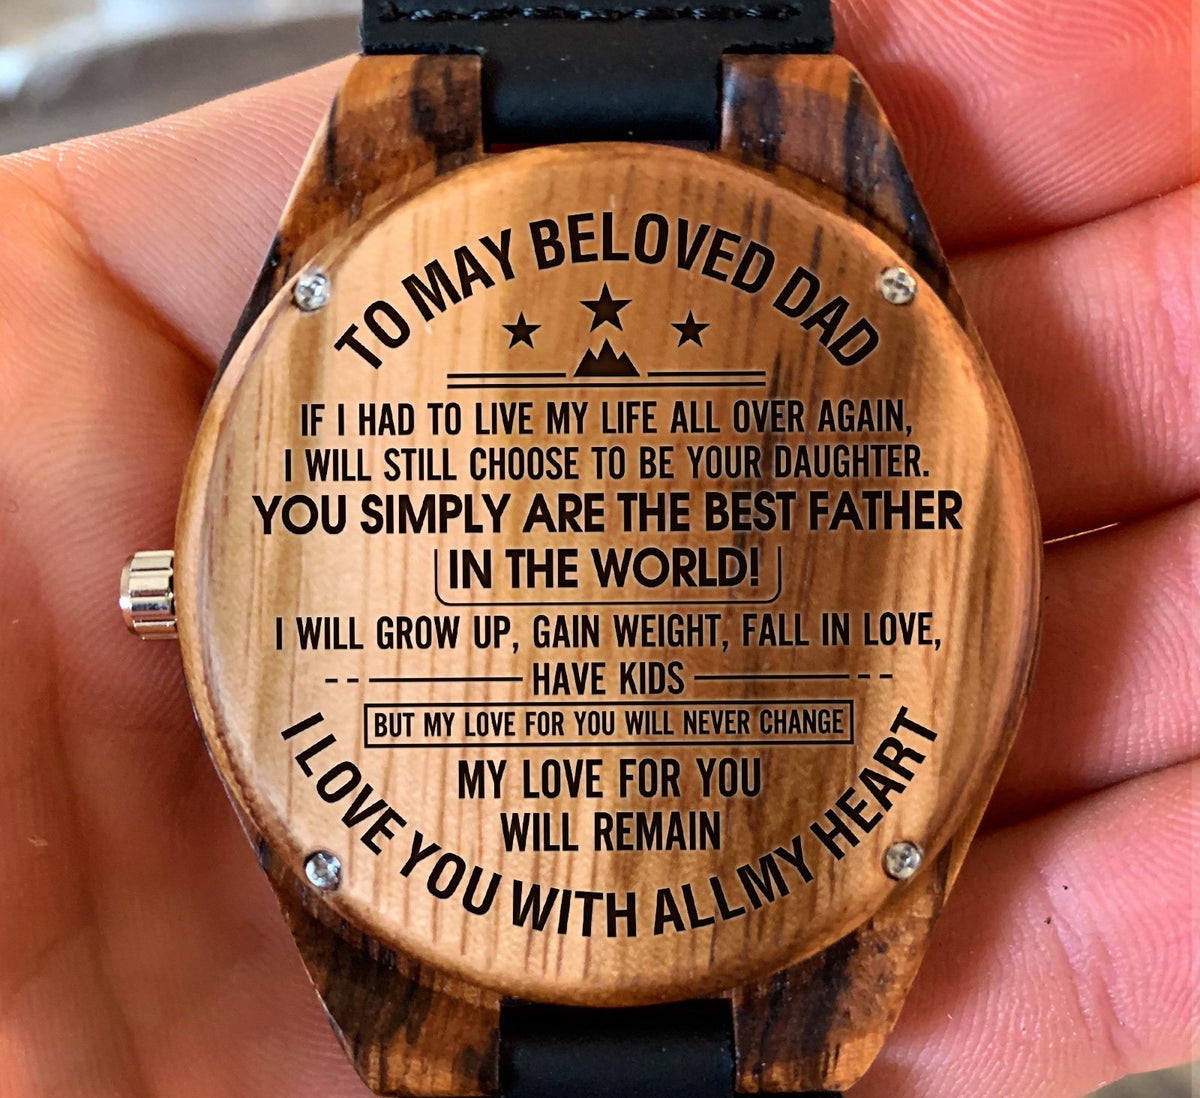 TO MAY BELOVED DAD
IF I HAD TO LIVE MY LIFE ALL OVER AGAIN,
I WILL STILL CHOOSE TO BE YOUR DAUGHTER.
YOU SIMPLY ARE THE BEST FATHER
IN THE WORLD!
I WILL GROW UP, GAIN WEIGHT, FALL IN LOVE,
HAVE KIDS
BUT MY LOVE FOR YOU WILL NEVER CHANGE
MY LOVE FOR YOU
WILL REMAIN
I LOVE YOU WITH ALLMY HEART